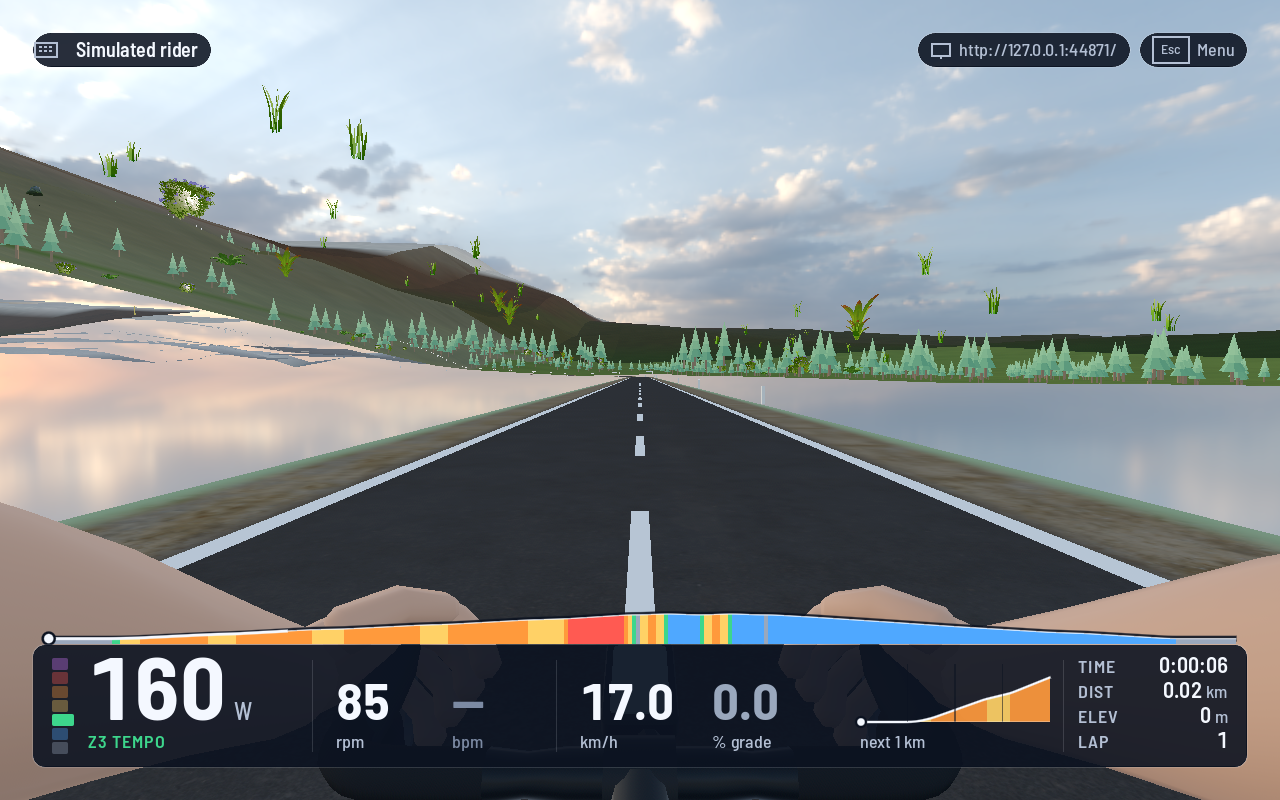 Simulated rider
http://127.0.0.1:44871/
Esc Menu
160 W
Z3 TEMPO
85
rpm
–
bpm
17.0
km/h
0.0
% grade
next 1 km
TIME 0:00:06
DIST 0.02 km
ELEV 0 m
LAP 1